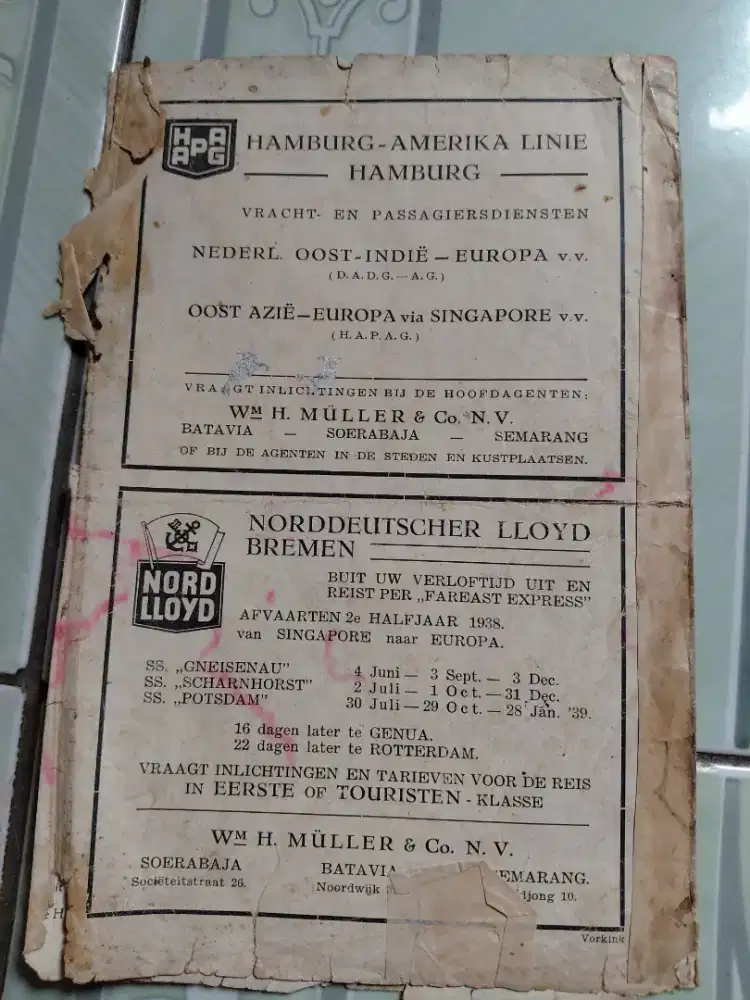 HAPAG
HAMBURG-AMERIKA LINIE
HAMBURG
VRACHT- EN PASSAGIERSDIENSTEN
NEDERL. OOST-INDIË — EUROPA v.v.
(D.A.D.G.—A.G.)
OOST AZIË—EUROPA via SINGAPORE v.v.
(H.A.P.A.G.)
VRAAGT INLICHTINGEN BIJ DE HOOFDAGENTEN:
WM H. MÜLLER & Co. N.V.
BATAVIA — SOERABAJA — SEMARANG
OF BIJ DE AGENTEN IN DE STEDEN EN KUSTPLAATSEN.
NORD
LLOYD
NORDDEUTSCHER LLOYD
BREMEN
BUIT UW VERLOFTIJD UIT EN
REIST PER „FAREAST EXPRESS”
AFVAARTEN 2e HALFJAAR 1938.
van SINGAPORE naar EUROPA.
SS. „GNEISENAU” 4 Juni — 3 Sept. — 3 Dec.
SS. „SCHARNHORST” 2 Juli — 1 Oct. — 31 Dec.
SS. „POTSDAM” 30 Juli — 29 Oct. — 28 Jan. '39.
16 dagen later te GENUA.
22 dagen later te ROTTERDAM.
VRAAGT INLICHTINGEN EN TARIEVEN VOOR DE REIS
IN EERSTE OF TOURISTEN - KLASSE
WM H. MÜLLER & Co. N.V.
SOERABAJA BATAVIA EMARANG.
Sociëteitstraat 26. Noordwijk djong 10.
Vorkink